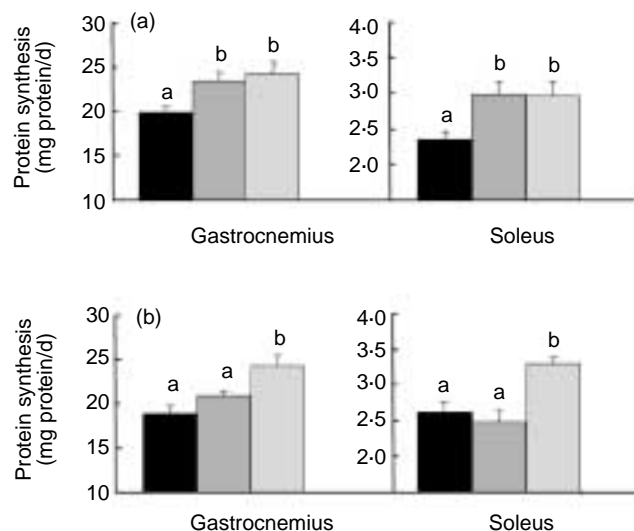 (a)
Protein synthesis
(mg protein/d)
30
25
20
15
10
a
b
b
Gastrocnemius
4·0
3·5
3·0
2·5
2·0
a
b
b
Soleus
(b)
Protein synthesis
(mg protein/d)
30
25
20
15
10
a
a
b
Gastrocnemius
4·0
3·5
3·0
2·5
2·0
a
a
b
Soleus